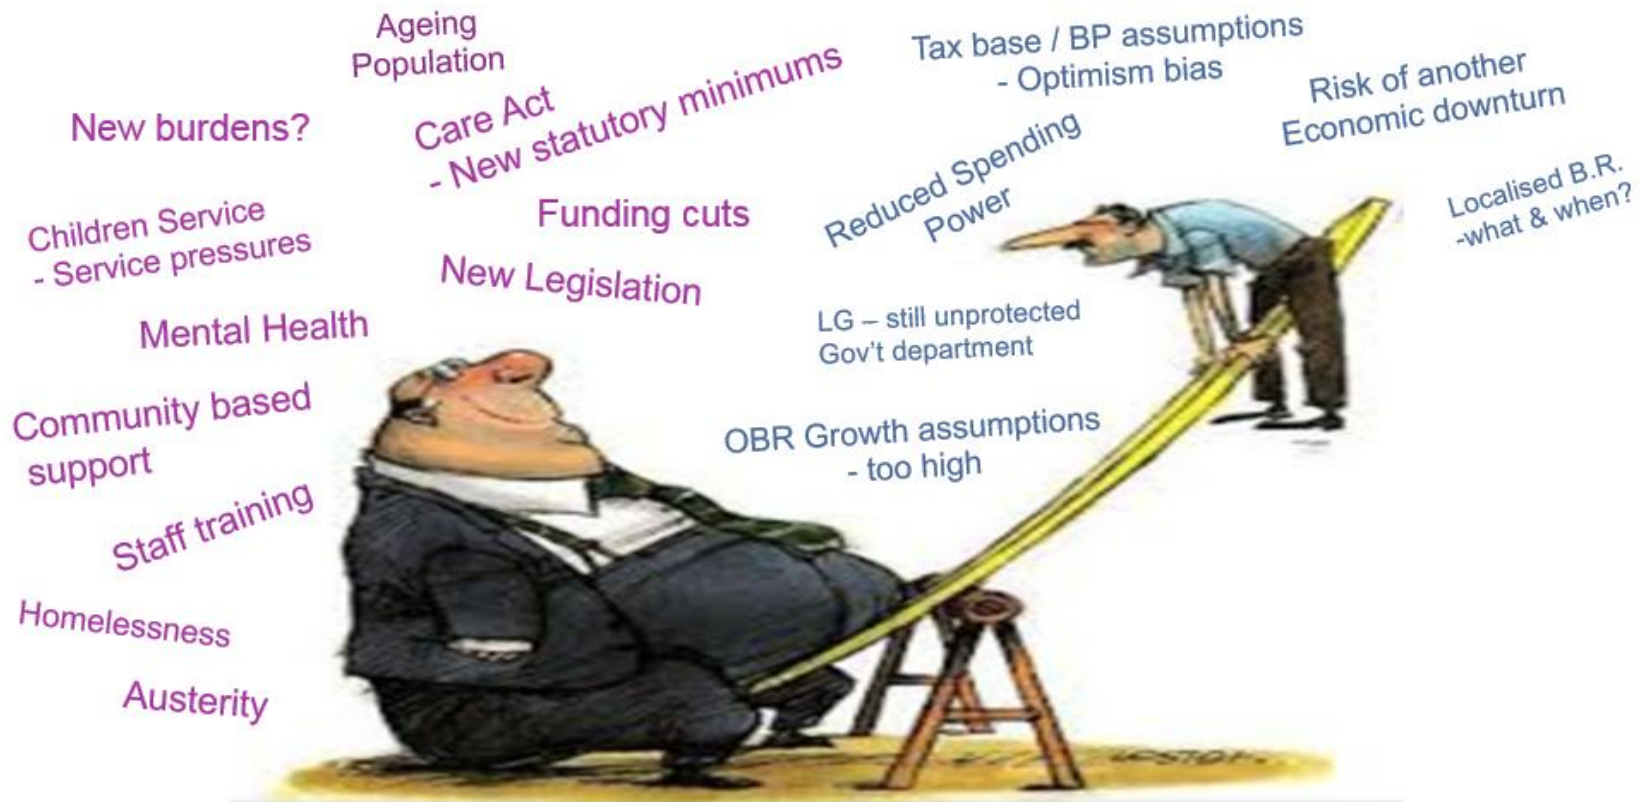 Ageing
Population
New burdens?
Care Act
- New statutory minimums
Children Service
- Service pressures
Funding cuts
New Legislation
Mental Health
Community based
support
Staff training
Homelessness
Austerity
Tax base / BP assumptions
- Optimism bias
Risk of another
Economic downturn
Reduced Spending
Power
Localised B.R.
-what & when?
LG – still unprotected
Gov't department
OBR Growth assumptions
- too high